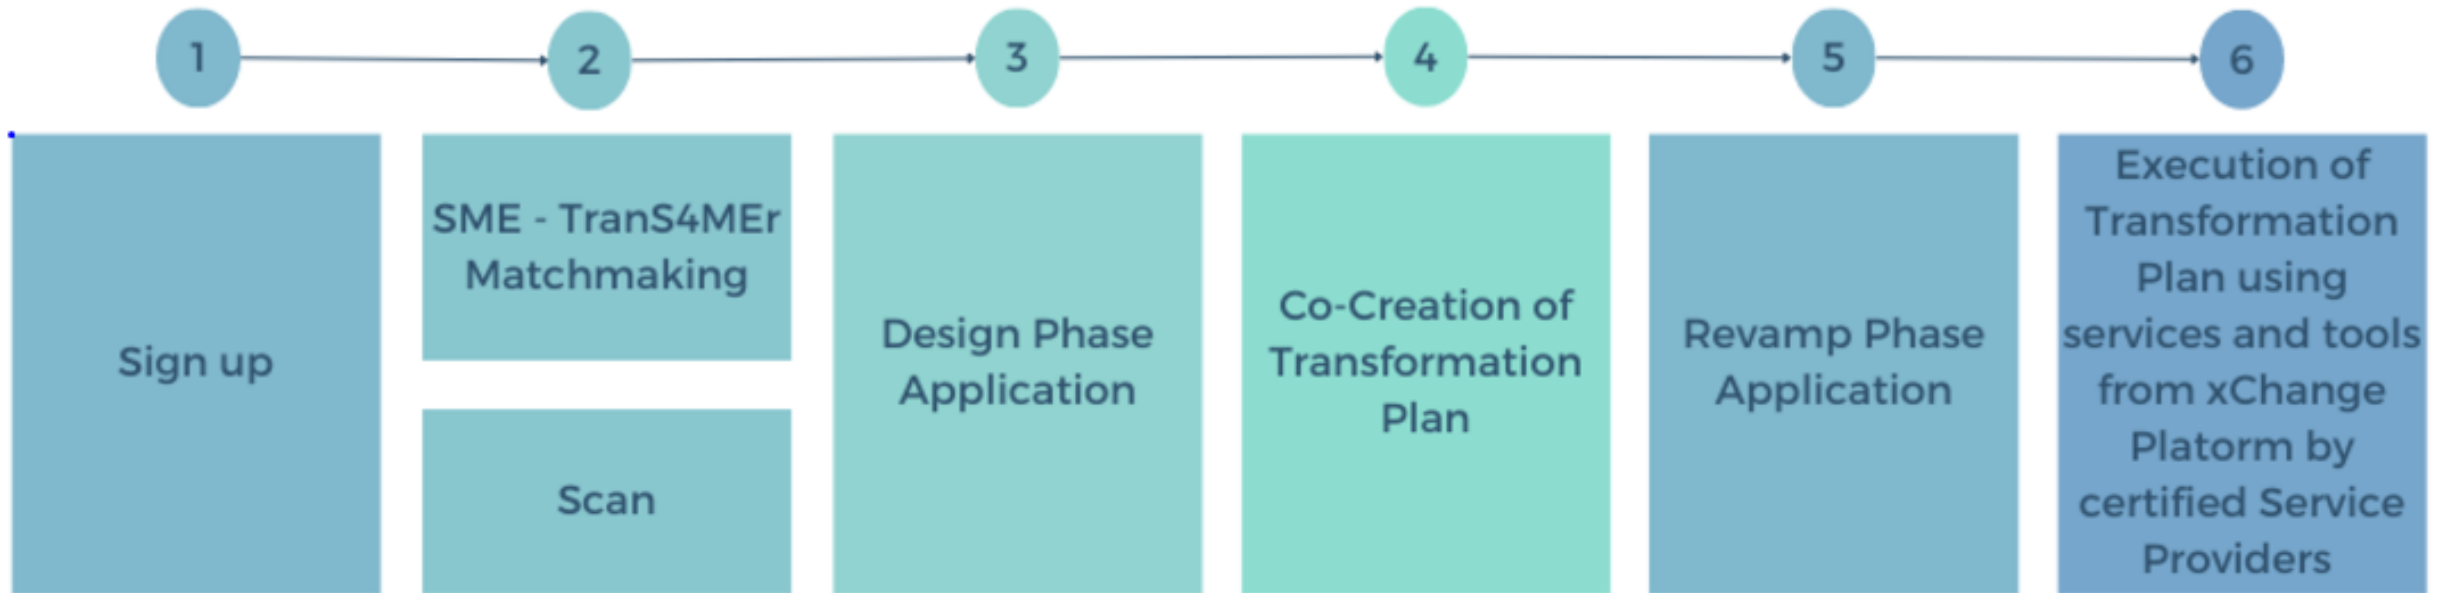 1
2
3
4
5
6
Sign up
SME - TranS4MEr
Matchmaking
Scan
Design Phase
Application
Co-Creation of
Transformation
Plan
Revamp Phase
Application
Execution of
Transformation
Plan using
services and tools
from xChange
Platorm by
certified Service
Providers